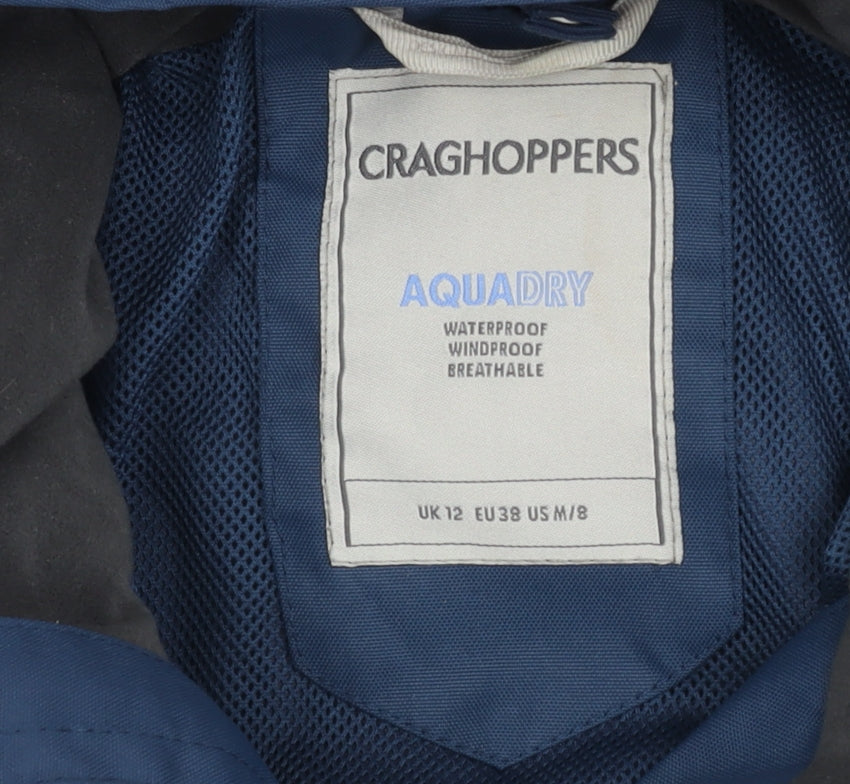 CRAGHOPPERS
AQUADRY
WATERPROOF
WINDPROOF
BREATHABLE
UK 12 EU 38 US M/8